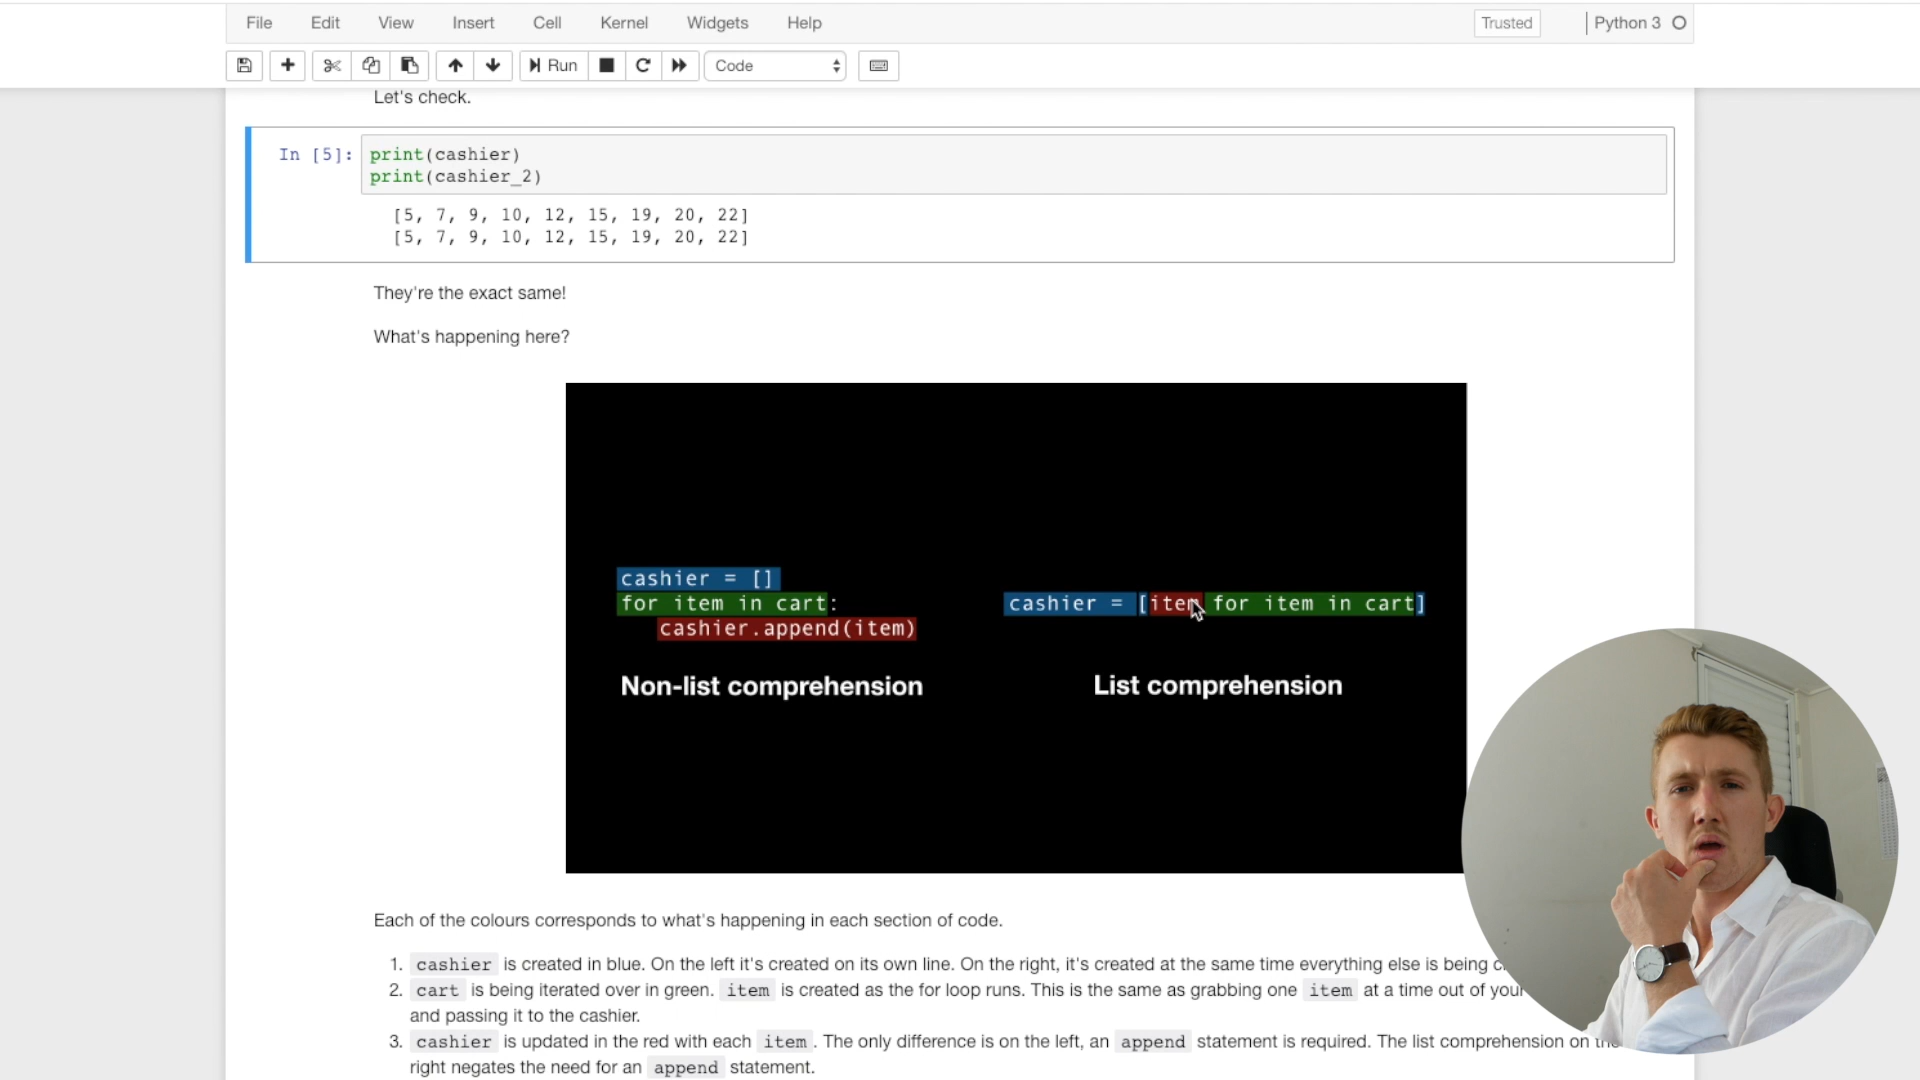 File Edit View Insert Cell Kernel Widgets Help Trusted Python 3
Run Code
Let's check.
In [5]: print(cashier)
print(cashier_2)
[5, 7, 9, 10, 12, 15, 19, 20, 22]
[5, 7, 9, 10, 12, 15, 19, 20, 22]
They're the exact same!
What's happening here?
cashier = []
for item in cart:
cashier.append(item)
Non-list comprehension
cashier = [item for item in cart]
List comprehension
Each of the colours corresponds to what's happening in each section of code.
1. cashier is created in blue. On the left it's created on its own line. On the right, it's created at the same time everything else is being
2. cart is being iterated over in green. item is created as the for loop runs. This is the same as grabbing one item at a time out of your
and passing it to the cashier.
3. cashier is updated in the red with each item . The only difference is on the left, an append statement is required. The list comprehension on the
right negates the need for an append statement.